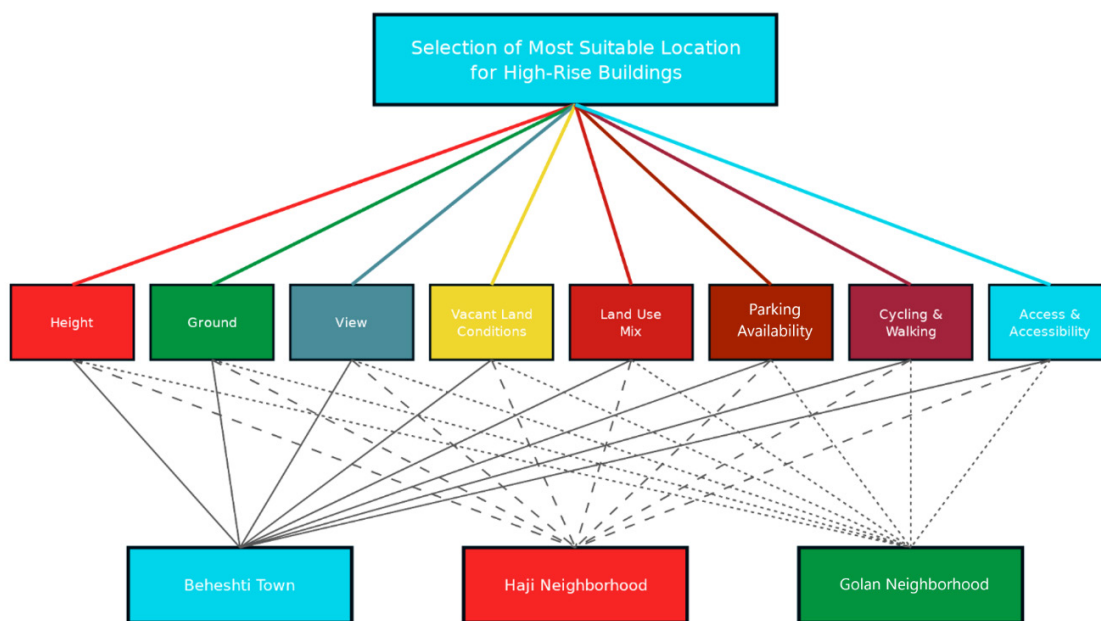 Selection of Most Suitable Location
for High-Rise Buildings
Height
Ground
View
Vacant Land
Conditions
Land Use
Mix
Parking
Availability
Cycling &
Walking
Access &
Accessibility
Beheshti Town
Haji Neighborhood
Golan Neighborhood